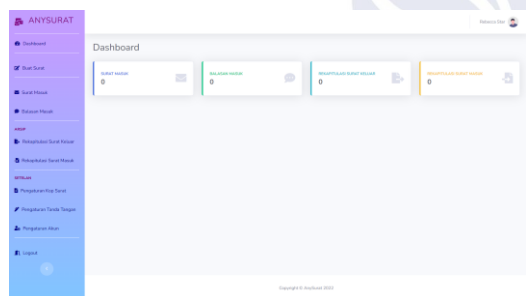 ANYSURAT
Dashboard
Buat Surat
Surat Masuk
Balasan Masuk
ARSIP
Rekapitulasi Surat Keluar
Rekapitulasi Surat Masuk
SETELAN
Pengaturan Kop Surat
Pengaturan Tanda Tangan
Pengaturan Akun
Logout
Dashboard
SURAT MASUK
0
BALASAN MASUK
0
REKAPITULASI SURAT KELUAR
0
REKAPITULASI SURAT MASUK
0
Copyright © AnySurat 2022